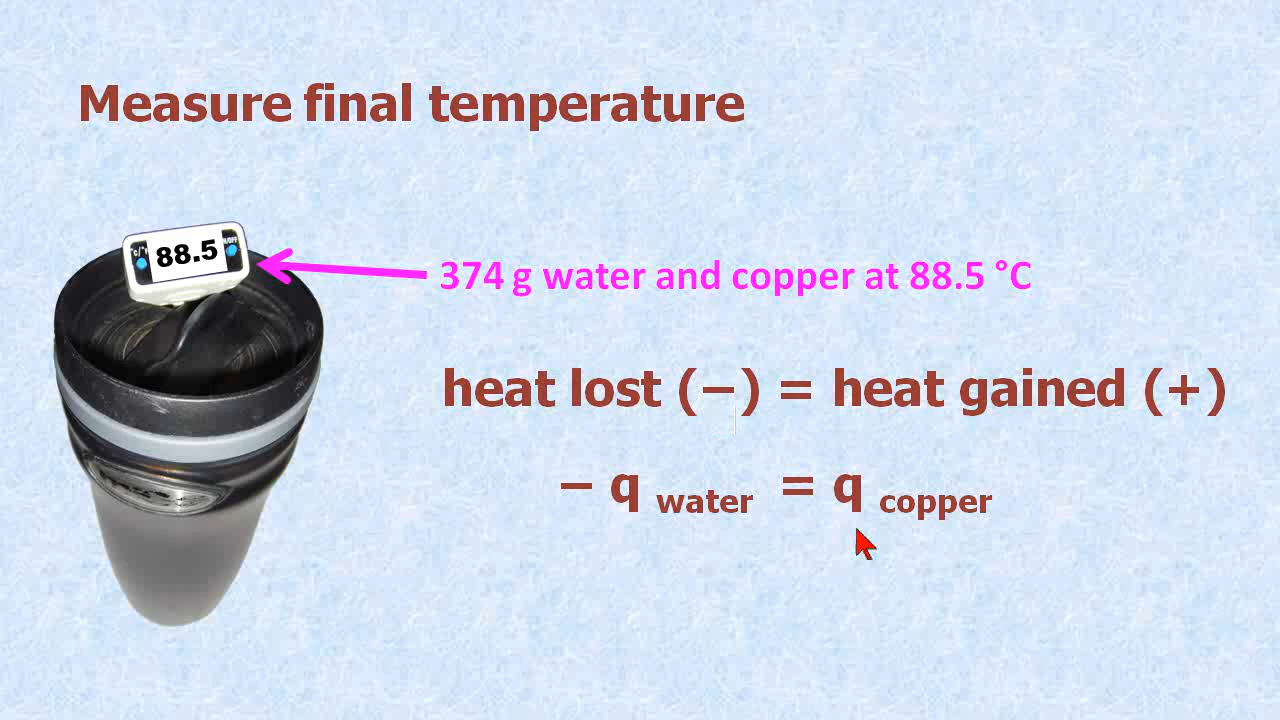 Measure final temperature
88.5
374 g water and copper at 88.5 °C
heat lost (–) = heat gained (+)
– q water = q copper